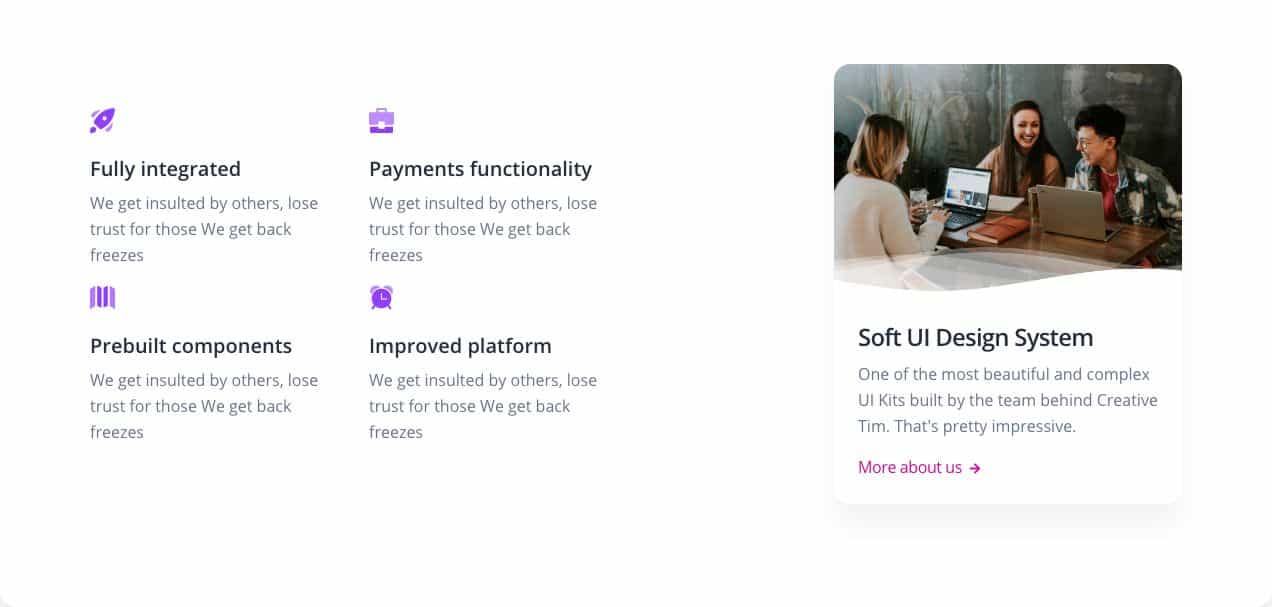 Fully integrated
We get insulted by others, lose
trust for those We get back
freezes
Payments functionality
We get insulted by others, lose
trust for those We get back
freezes
Prebuilt components
We get insulted by others, lose
trust for those We get back
freezes
Improved platform
We get insulted by others, lose
trust for those We get back
freezes
Soft UI Design System
One of the most beautiful and complex
UI Kits built by the team behind Creative
Tim. That's pretty impressive.
More about us